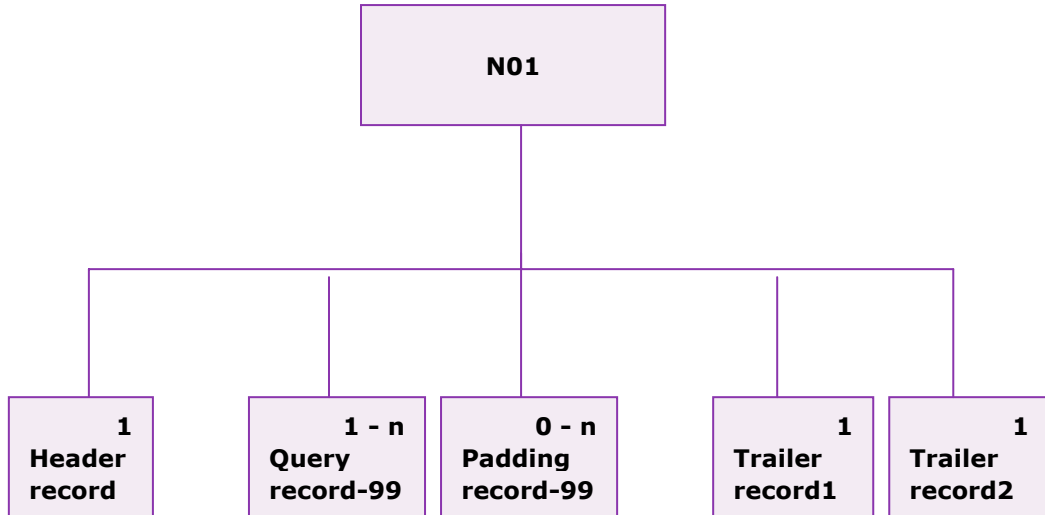 N01
1
Header
record
1 - n
Query
record-99
0 - n
Padding
record-99
1
Trailer
record1
1
Trailer
record2